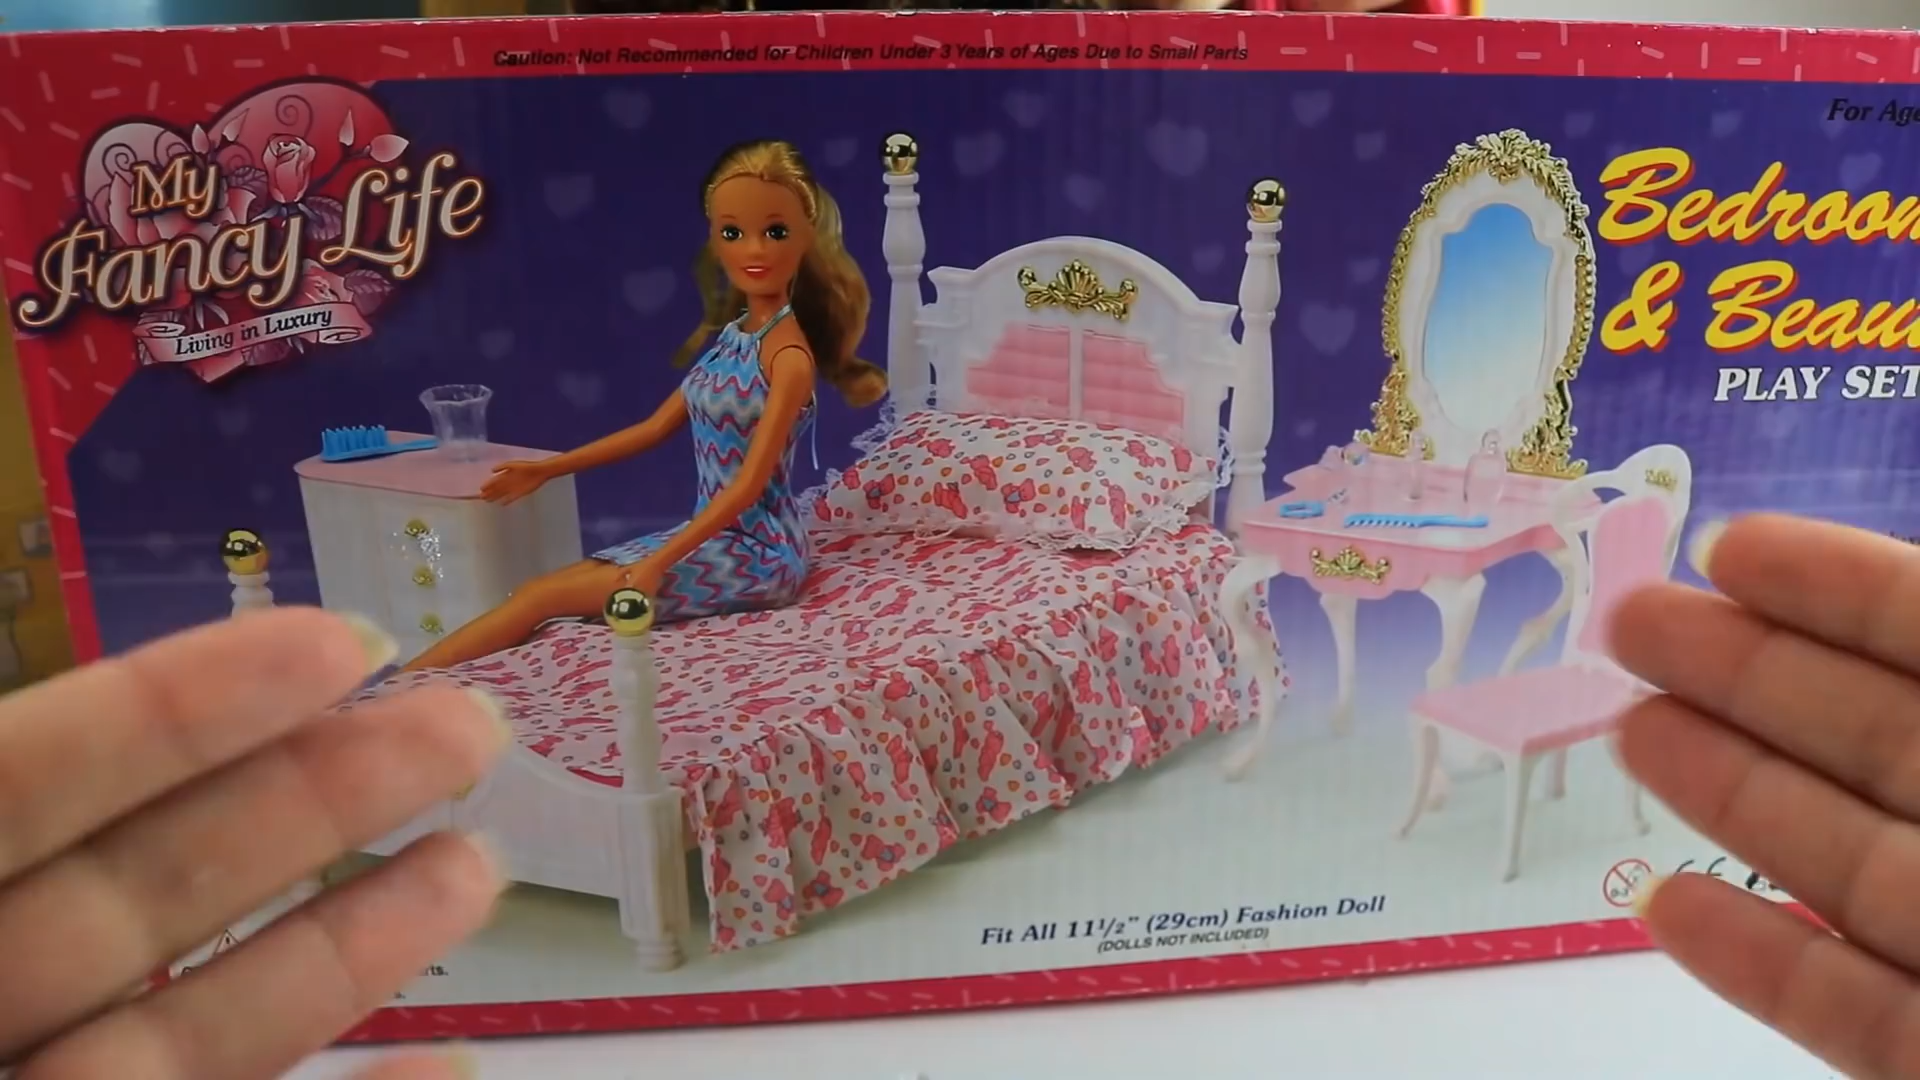 Caution: Not Recommended for Children Under 3 Years of Ages Due to Small Parts
For Age
My
Fancy Life
Living in Luxury
Bedroom
& Beau
PLAY SET
Fit All 11½" (29cm) Fashion Doll
(DOLLS NOT INCLUDED)
rts.